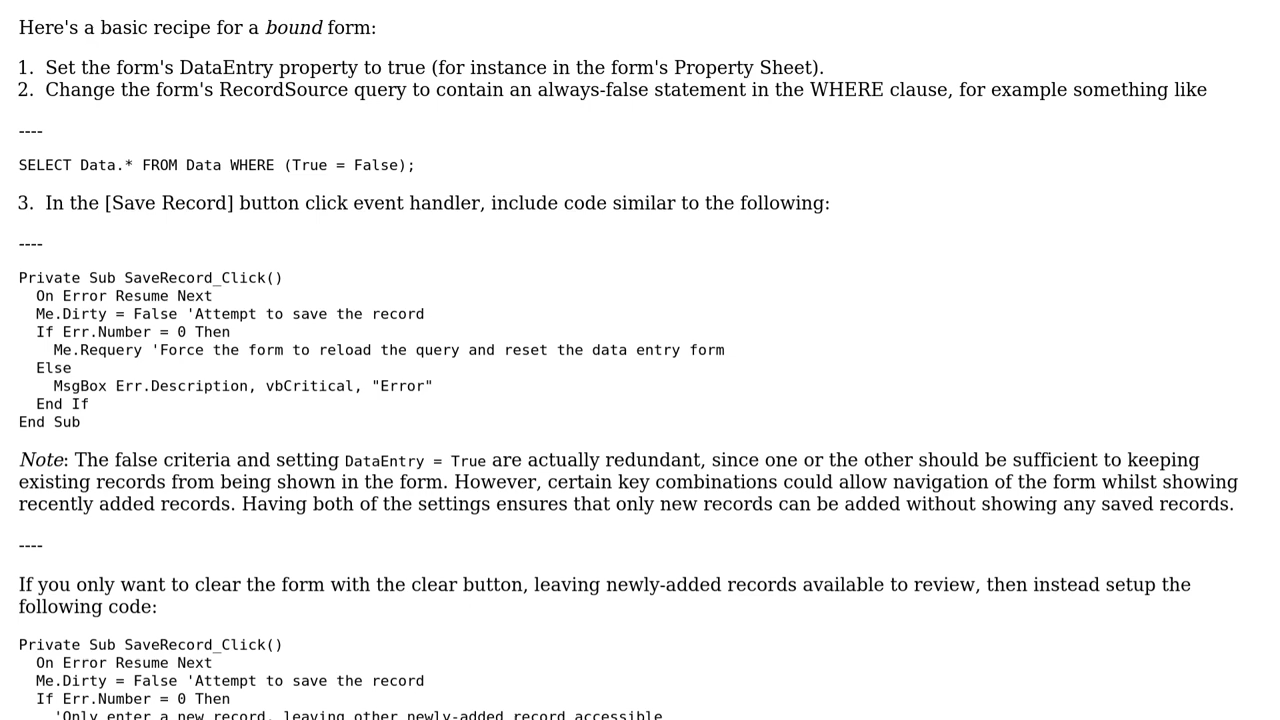 Here's a basic recipe for a bound form:
1. Set the form's DataEntry property to true (for instance in the form's Property Sheet).
2. Change the form's RecordSource query to contain an always-false statement in the WHERE clause, for example something like
----
SELECT Data.* FROM Data WHERE (True = False);
3. In the [Save Record] button click event handler, include code similar to the following:
----
Private Sub SaveRecord_Click()
  On Error Resume Next
  Me.Dirty = False 'Attempt to save the record
  If Err.Number = 0 Then
    Me.Requery 'Force the form to reload the query and reset the data entry form
  Else
    MsgBox Err.Description, vbCritical, "Error"
  End If
End Sub
Note: The false criteria and setting DataEntry = True are actually redundant, since one or the other should be sufficient to keeping
existing records from being shown in the form. However, certain key combinations could allow navigation of the form whilst showing
recently added records. Having both of the settings ensures that only new records can be added without showing any saved records.
----
If you only want to clear the form with the clear button, leaving newly-added records available to review, then instead setup the
following code:
Private Sub SaveRecord_Click()
  On Error Resume Next
  Me.Dirty = False 'Attempt to save the record
  If Err.Number = 0 Then
    'Only enter a new record, leaving other newly-added record accessible